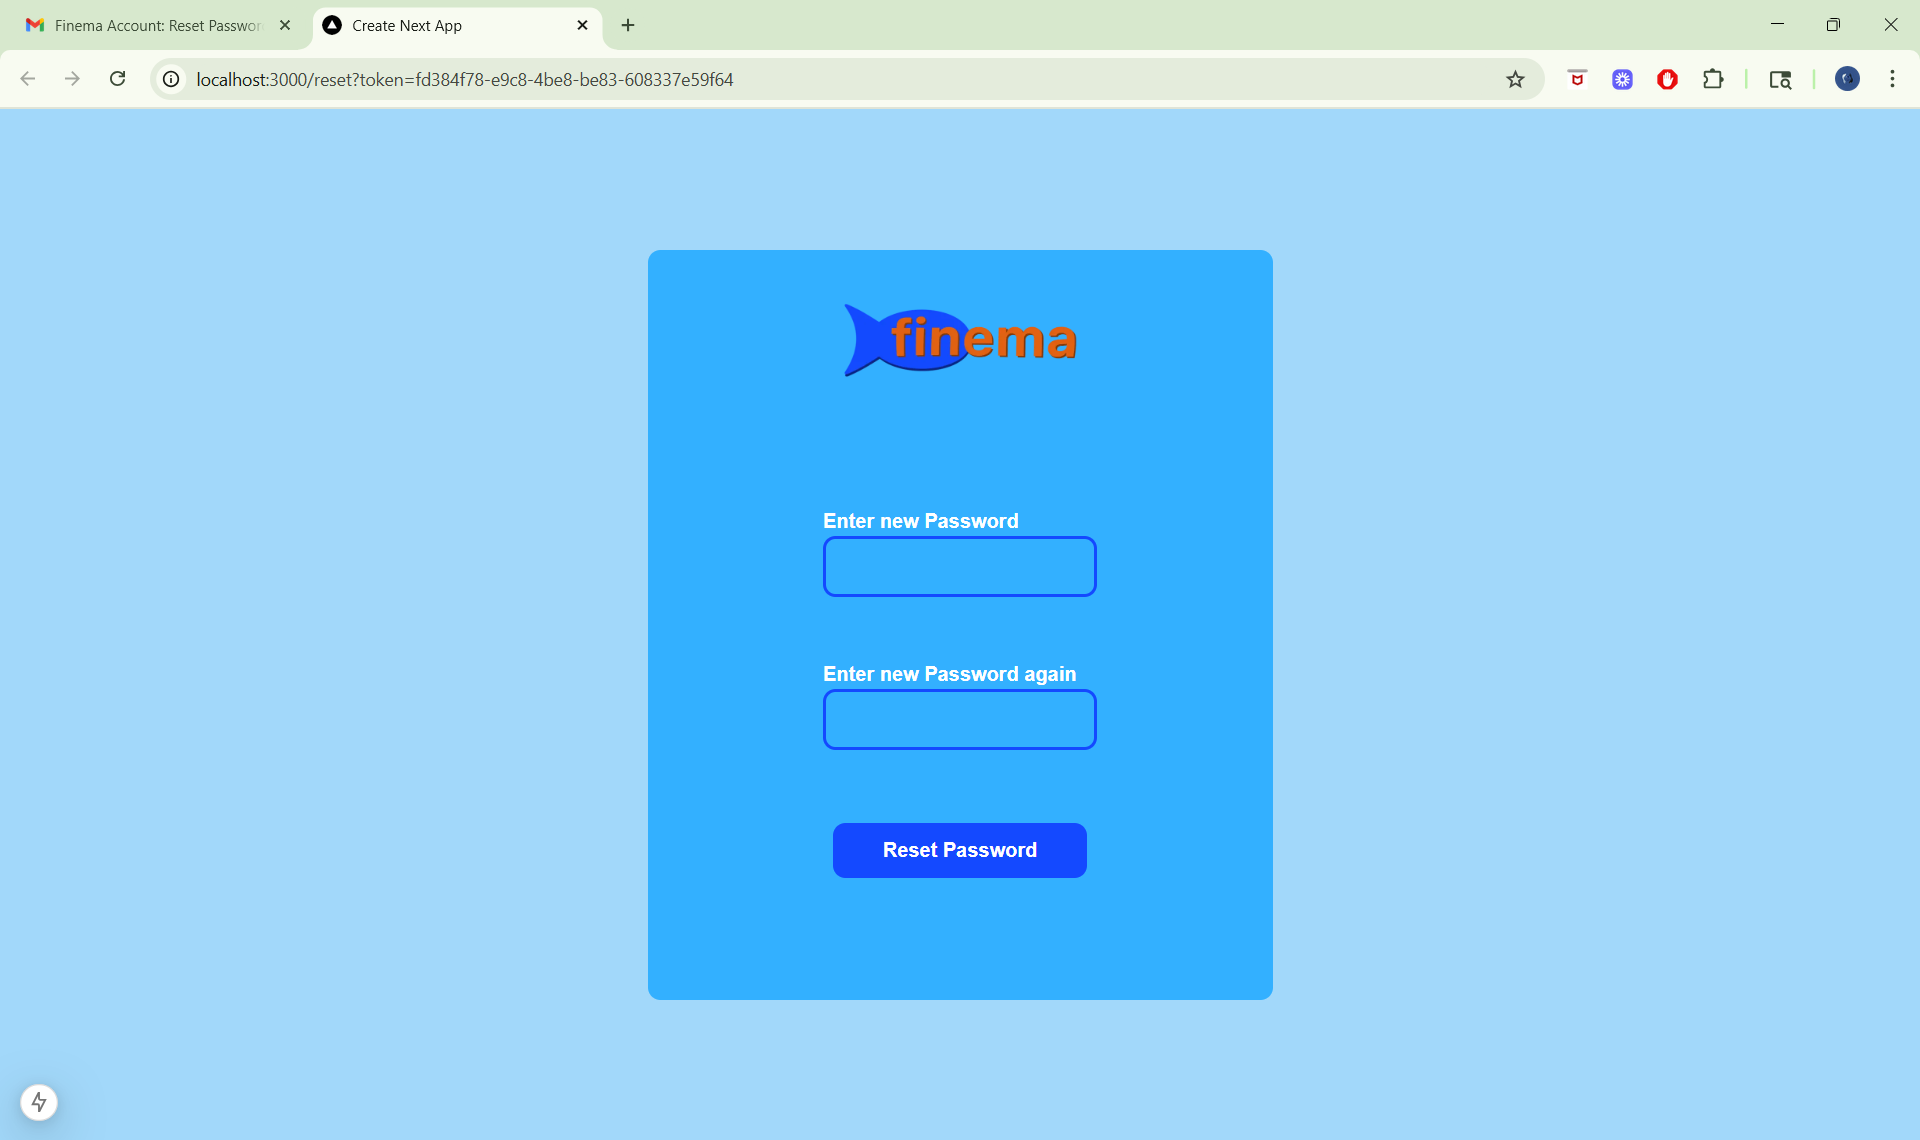 Finema Account: Reset Passwor
Create Next App
localhost:3000/reset?token=fd384f78-e9c8-4be8-be83-608337e59f64
finema
Enter new Password
Enter new Password again
Reset Password